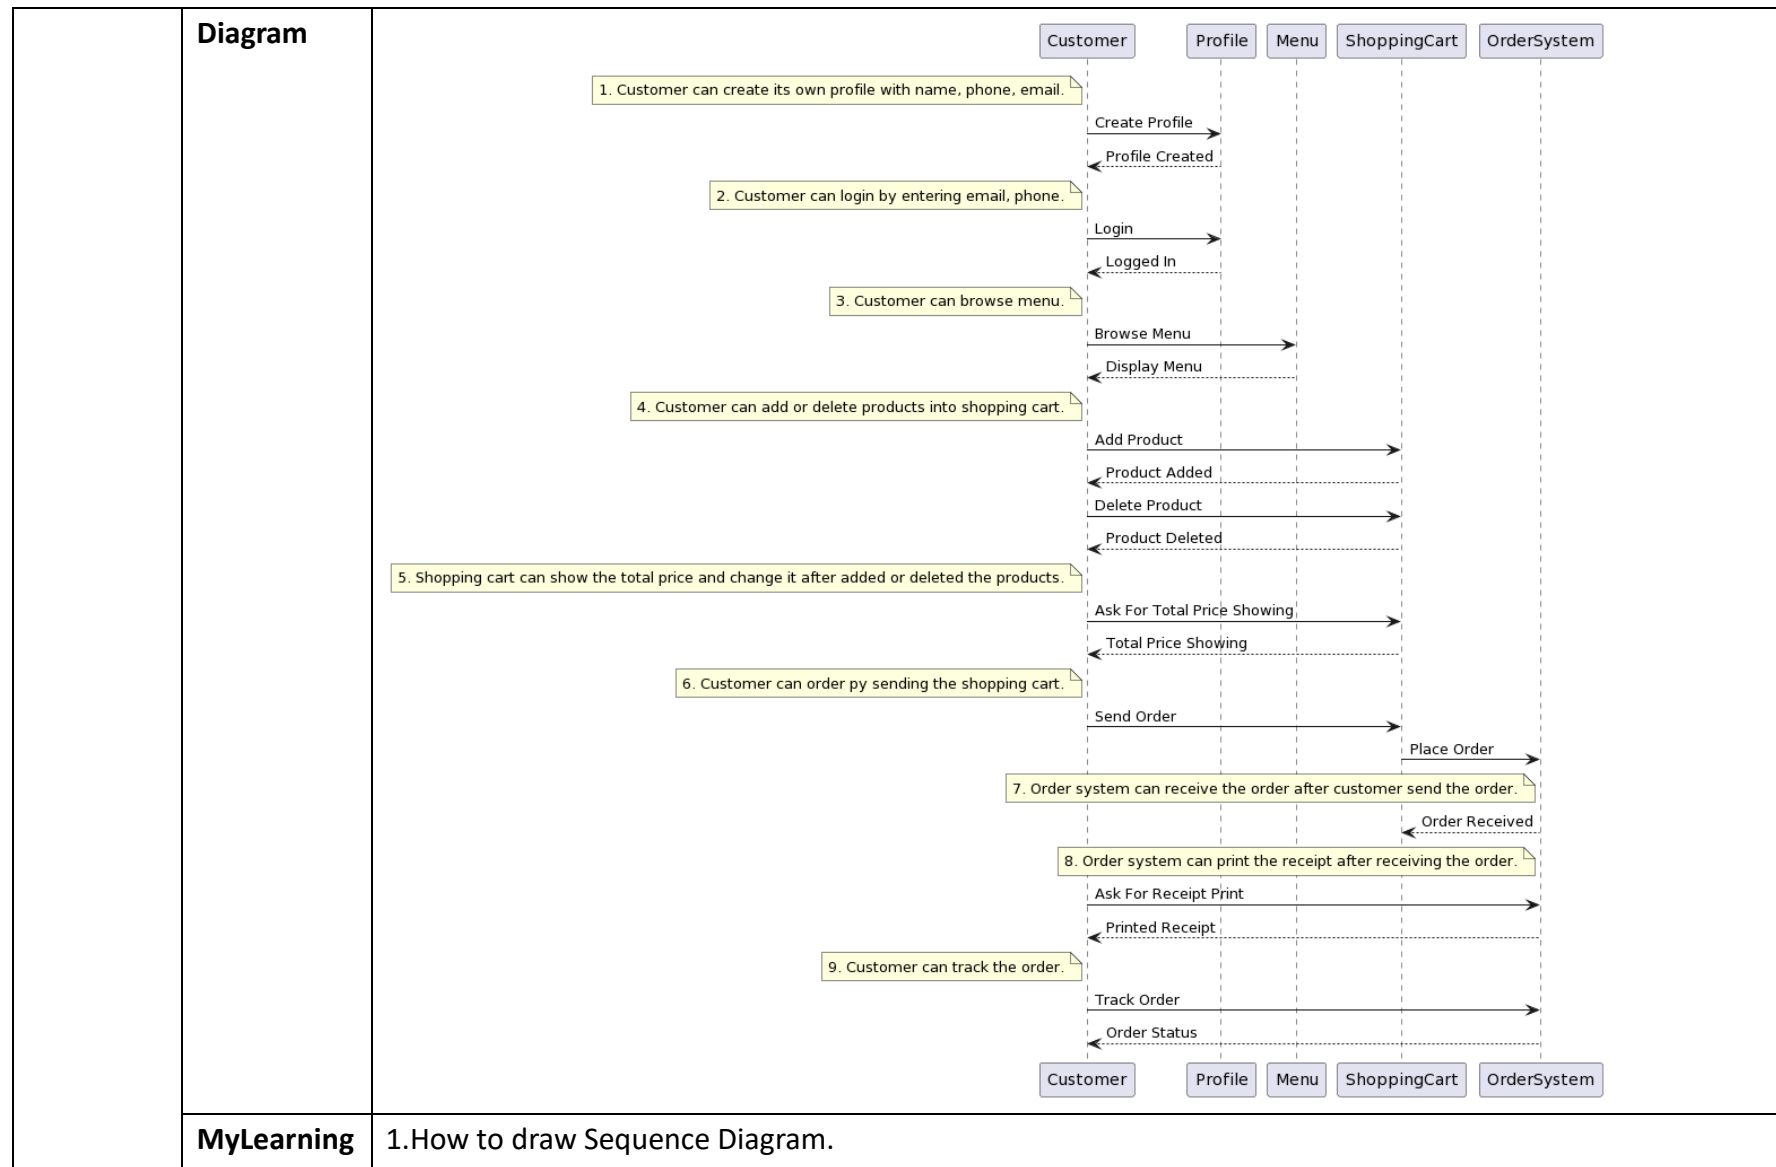 Diagram
Customer
Profile
Menu
ShoppingCart
OrderSystem
1. Customer can create its own profile with name, phone, email.
Create Profile
Profile Created
2. Customer can login by entering email, phone.
Login
Logged In
3. Customer can browse menu.
Browse Menu
Display Menu
4. Customer can add or delete products into shopping cart.
Add Product
Product Added
Delete Product
Product Deleted
5. Shopping cart can show the total price and change it after added or deleted the products.
Ask For Total Price Showing
Total Price Showing
6. Customer can order py sending the shopping cart.
Send Order
Place Order
7. Order system can receive the order after customer send the order.
Order Received
8. Order system can print the receipt after receiving the order.
Ask For Receipt Print
Printed Receipt
9. Customer can track the order.
Track Order
Order Status
Customer
Profile
Menu
ShoppingCart
OrderSystem
MyLearning
1.How to draw Sequence Diagram.